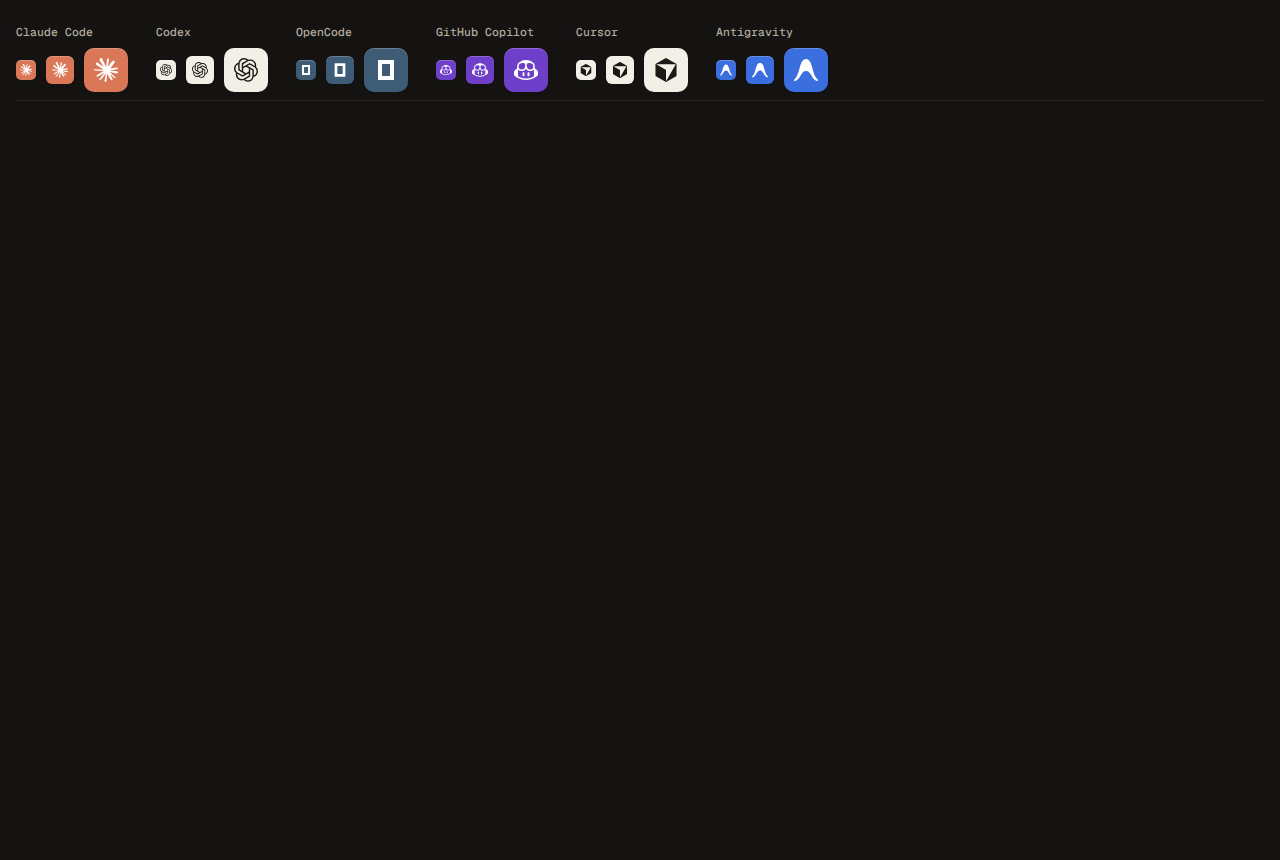 Claude Code
Codex
OpenCode
GitHub Copilot
Cursor
Antigravity